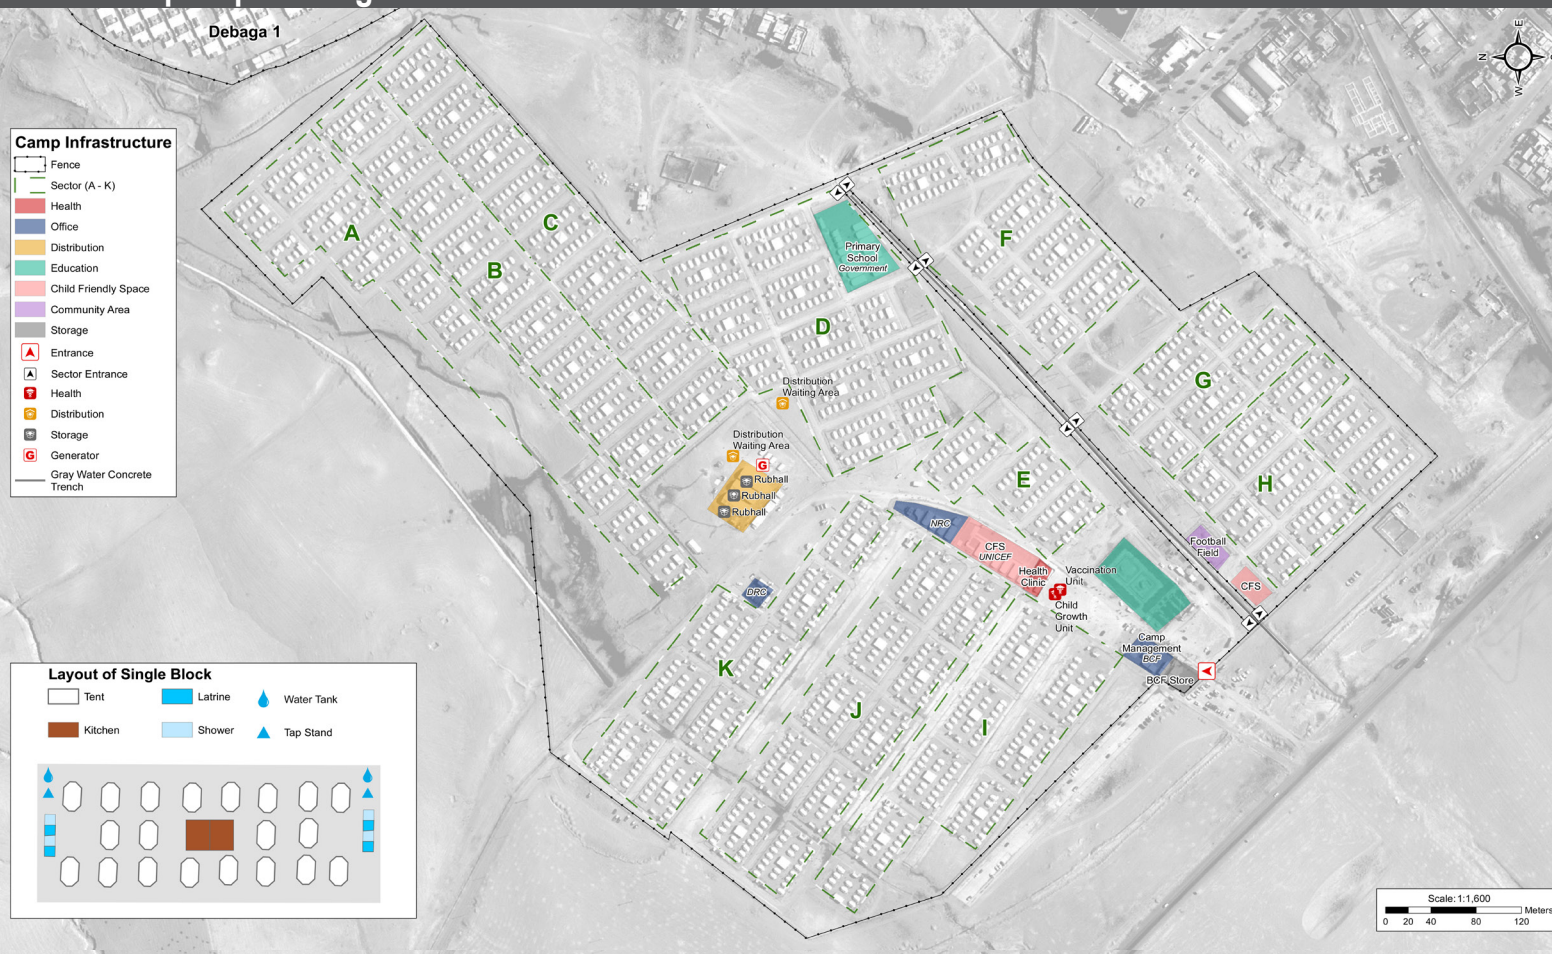 Debaga 1
E
N
W
Camp Infrastructure
Fence
Sector (A - K)
Health
Office
Distribution
Education
Child Friendly Space
Community Area
Storage
Entrance
Sector Entrance
Health
Distribution
Storage
G
Generator
Gray Water Concrete
Trench
A
B
C
D
E
F
G
H
I
J
K
Primary
School
Government
Distribution
Waiting Area
Distribution
Waiting Area
G
Rubhall
Rubhall
Rubhall
DRC
NRC
CFS
UNICEF
Health
Clinic
Vaccination
Unit
Child
Growth
Unit
Football
Field
CFS
Camp
Management
BCF
BCF Store
Layout of Single Block
Tent
Latrine
Water Tank
Kitchen
Shower
Tap Stand
Scale: 1:1,600
Meters
0 20 40 80 120